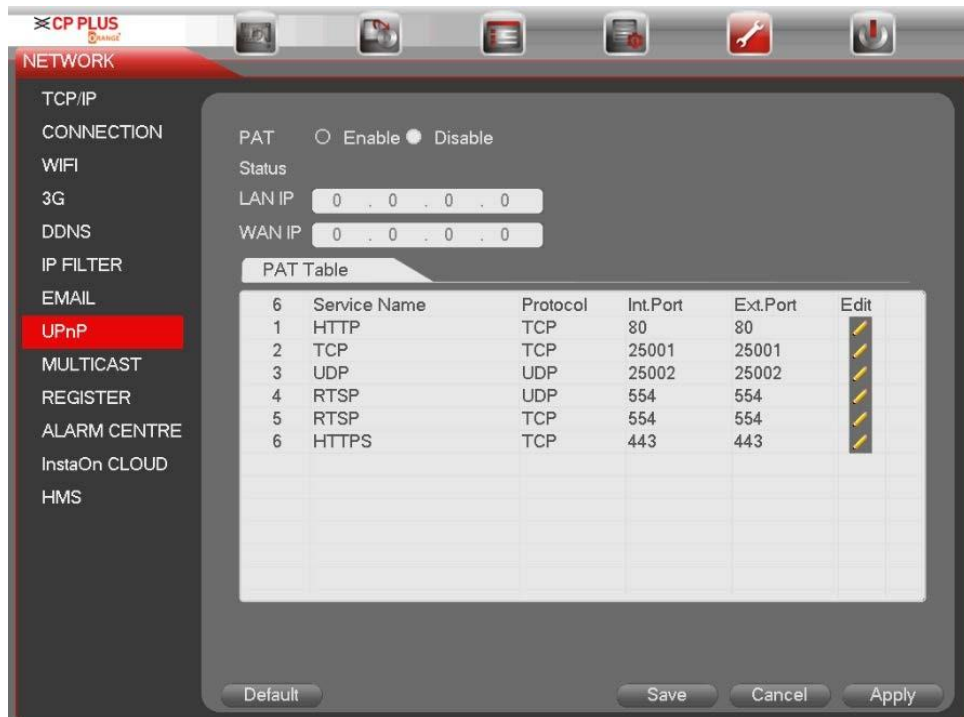 CP PLUS
ORANGE
NETWORK
TCP/IP
CONNECTION
WIFI
3G
DDNS
IP FILTER
EMAIL
UPnP
MULTICAST
REGISTER
ALARM CENTRE
InstaOn CLOUD
HMS
PAT Enable Disable
Status
LAN IP 0 . 0 . 0 . 0
WAN IP 0 . 0 . 0 . 0
PAT Table
6 Service Name Protocol Int.Port Ext.Port Edit
1 HTTP TCP 80 80
2 TCP TCP 25001 25001
3 UDP UDP 25002 25002
4 RTSP UDP 554 554
5 RTSP TCP 554 554
6 HTTPS TCP 443 443
Default Save Cancel Apply